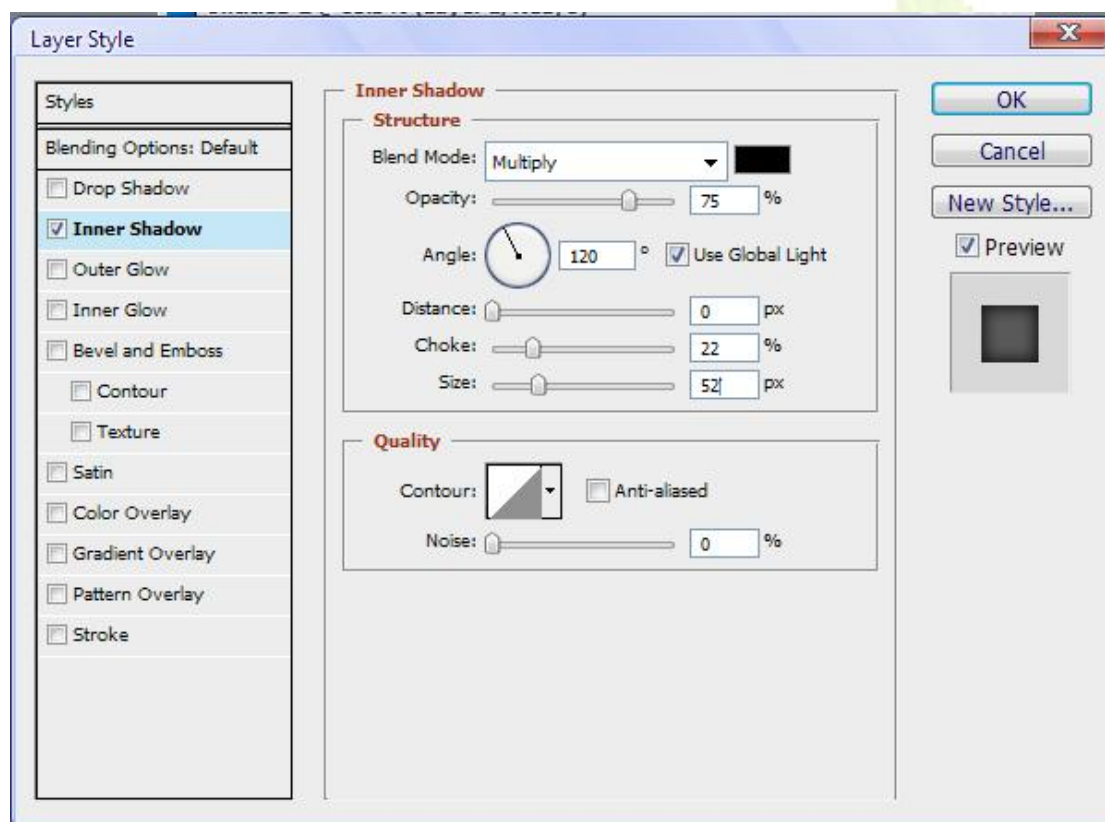 Layer Style
Styles
Blending Options: Default
Drop Shadow
Inner Shadow
Outer Glow
Inner Glow
Bevel and Emboss
Contour
Texture
Satin
Color Overlay
Gradient Overlay
Pattern Overlay
Stroke
Inner Shadow
Structure
Blend Mode: Multiply
Opacity: 75 %
Angle: 120 ° Use Global Light
Distance: 0 px
Choke: 22 %
Size: 52 px
Quality
Contour: Anti-aliased
Noise: 0 %
OK
Cancel
New Style...
Preview